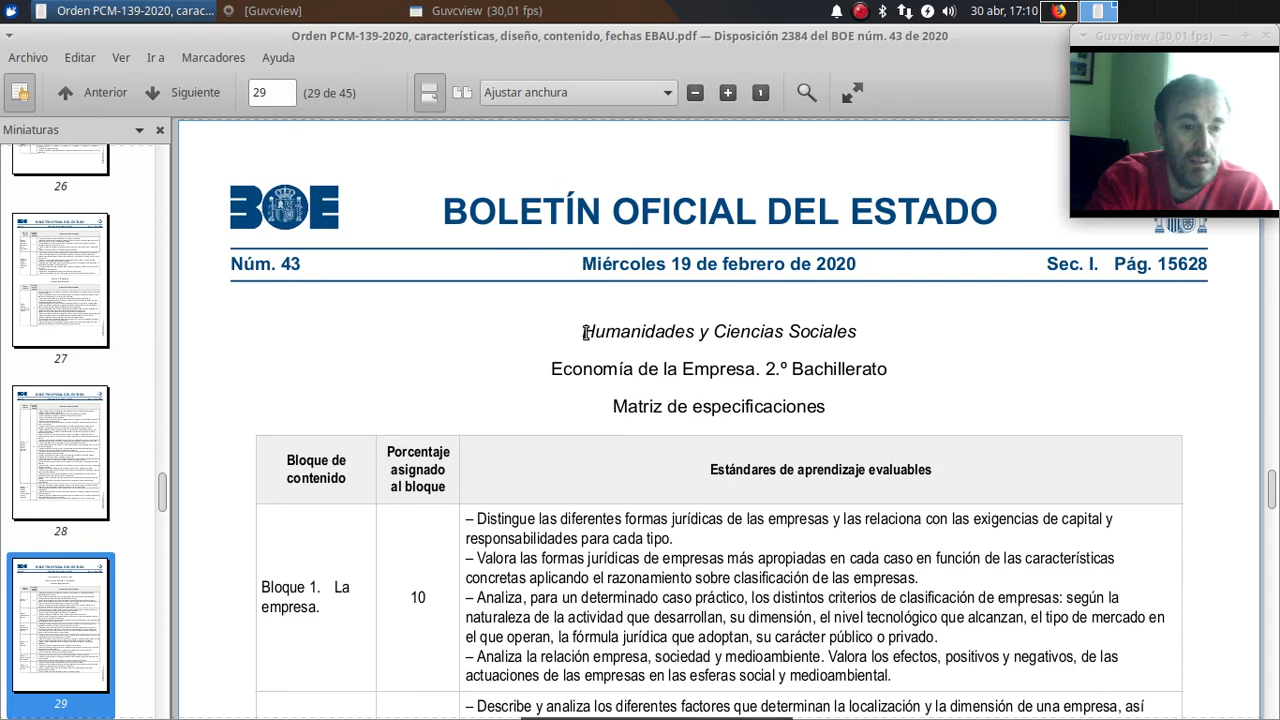 Orden PCM-139-2020, carac...
[Guvcview]
Guvcview (30,01 fps)
30 abr, 17:10
Orden PCM-139-2020, características, diseño, contenido, fechas EBAU.pdf — Disposición 2384 del BOE núm. 43 de 2020
Guvcview (30,01 fps)
Archivo Editar Ver Ir a Marcadores Ayuda
Anterior Siguiente 29 (29 de 45) Ajustar anchura
Miniaturas
26
27
28
29
BOE BOLETÍN OFICIAL DEL ESTADO
Núm. 43 Miércoles 19 de febrero de 2020 Sec. I. Pág. 15628
Humanidades y Ciencias Sociales
Economía de la Empresa. 2.º Bachillerato
Matriz de especificaciones
Bloque de
contenido
Porcentaje
asignado
al bloque
Estándares de aprendizaje evaluables
Bloque 1. La
empresa.
10
– Distingue las diferentes formas jurídicas de las empresas y las relaciona con las exigencias de capital y
responsabilidades para cada tipo.
– Valora las formas jurídicas de empresas más apropiadas en cada caso en función de las características
concretas aplicando el razonamiento sobre clasificación de las empresas.
– Analiza, para un determinado caso práctico, los distintos criterios de clasificación de empresas: según la
naturaleza de la actividad que desarrollan, su dimensión, el nivel tecnológico que alcanzan, el tipo de mercado en
el que operan, la fórmula jurídica que adoptan, su carácter público o privado.
– Analiza la relación empresa, sociedad y medioambiente. Valora los efectos, positivos y negativos, de las
actuaciones de las empresas en las esferas social y medioambiental.
– Describe y analiza los diferentes factores que determinan la localización y la dimensión de una empresa, así